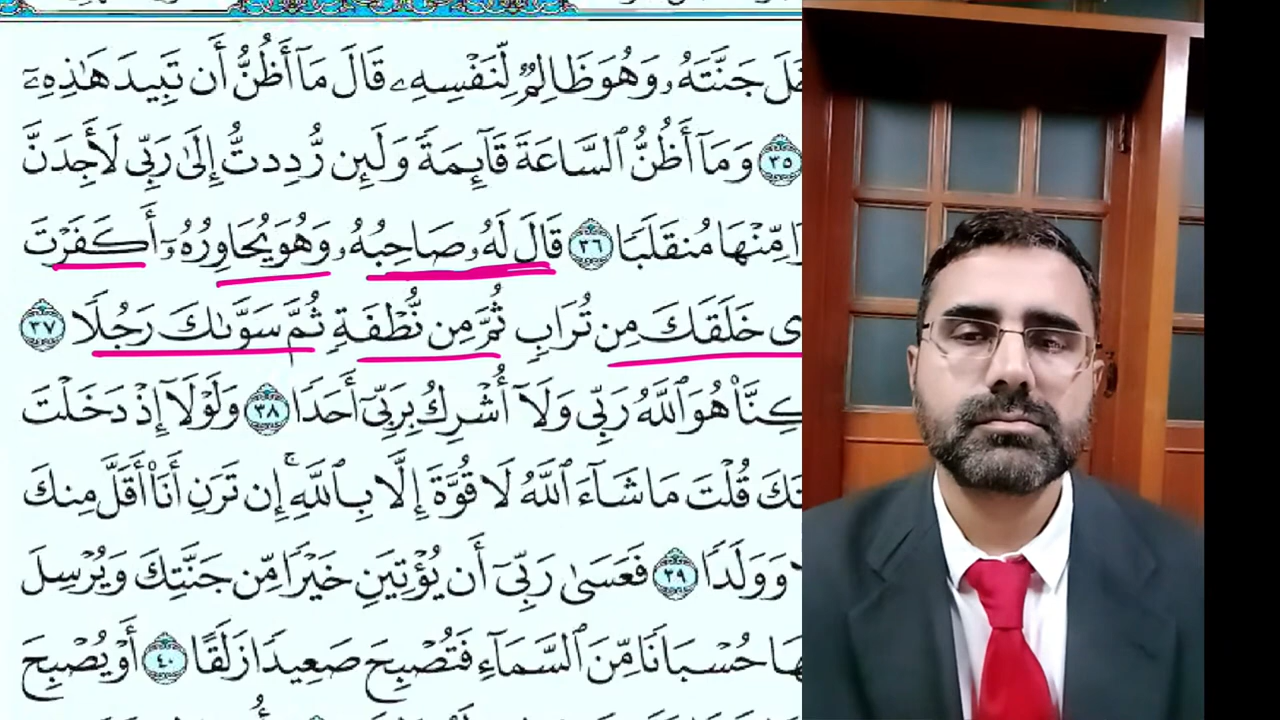 جَنَّتَهُۥ وَهُوَ ظَالِمٌ لِّنَفْسِهِۦ قَالَ مَآ أَظُنُّ أَن تَبِيدَ هَٰذِهِۦٓ
٣٥ وَمَآ أَظُنُّ ٱلسَّاعَةَ قَآئِمَةً وَلَئِن رُّدِدتُّ إِلَىٰ رَبِّى لَأَجِدَنَّ
مِّنْهَا مُنقَلَبًا ٣٦ قَالَ لَهُۥ صَاحِبُهُۥ وَهُوَ يُحَاوِرُهُۥٓ أَكَفَرْتَ
خَلَقَكَ مِن تُرَابٍ ثُمَّ مِن نُّطْفَةٍ ثُمَّ سَوَّىٰكَ رَجُلًا ٣٧
هُوَ ٱللَّهُ رَبِّى وَلَآ أُشْرِكُ بِرَبِّىٓ أَحَدًا ٣٨ وَلَوْلَآ إِذْ دَخَلْتَ
قُلْتَ مَا شَآءَ ٱللَّهُ لَا قُوَّةَ إِلَّا بِٱللَّهِ ۚ إِن تَرَنِ أَنَا۠ أَقَلَّ مِنكَ
وَوَلَدًا ٣٩ فَعَسَىٰ رَبِّىٓ أَن يُؤْتِيَنِ خَيْرًا مِّن جَنَّتِكَ وَيُرْسِلَ
حُسْبَانًا مِّنَ ٱلسَّمَآءِ فَتُصْبِحَ صَعِيدًا زَلَقًا ٤٠ أَوْ يُصْبِحَ